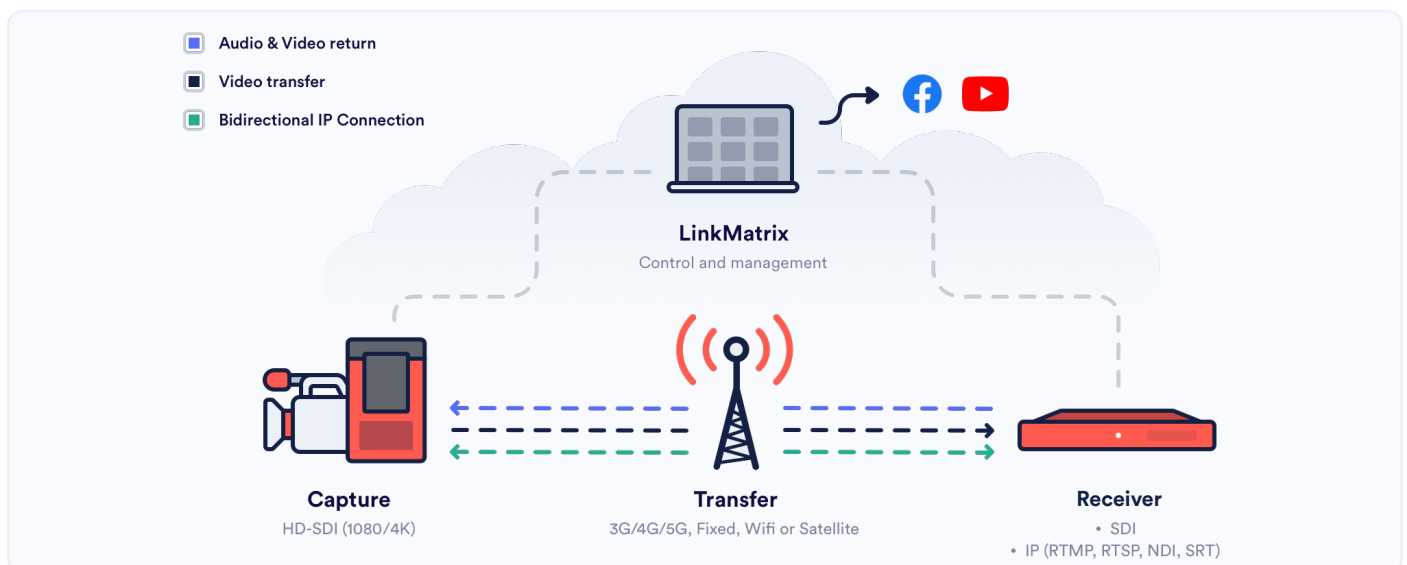 Audio & Video return
Video transfer
Bidirectional IP Connection
LinkMatrix
Control and management
Capture
HD-SDI (1080/4K)
Transfer
3G/4G/5G, Fixed, Wifi or Satellite
Receiver
• SDI
• IP (RTMP, RTSP, NDI, SRT)